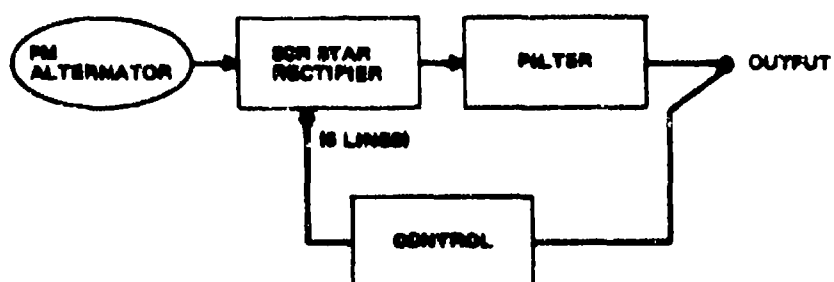 PM
ALTERNATOR
SCR STAR
RECTIFIER
FILTER
OUTPUT
(6 LINES)
CONTROL